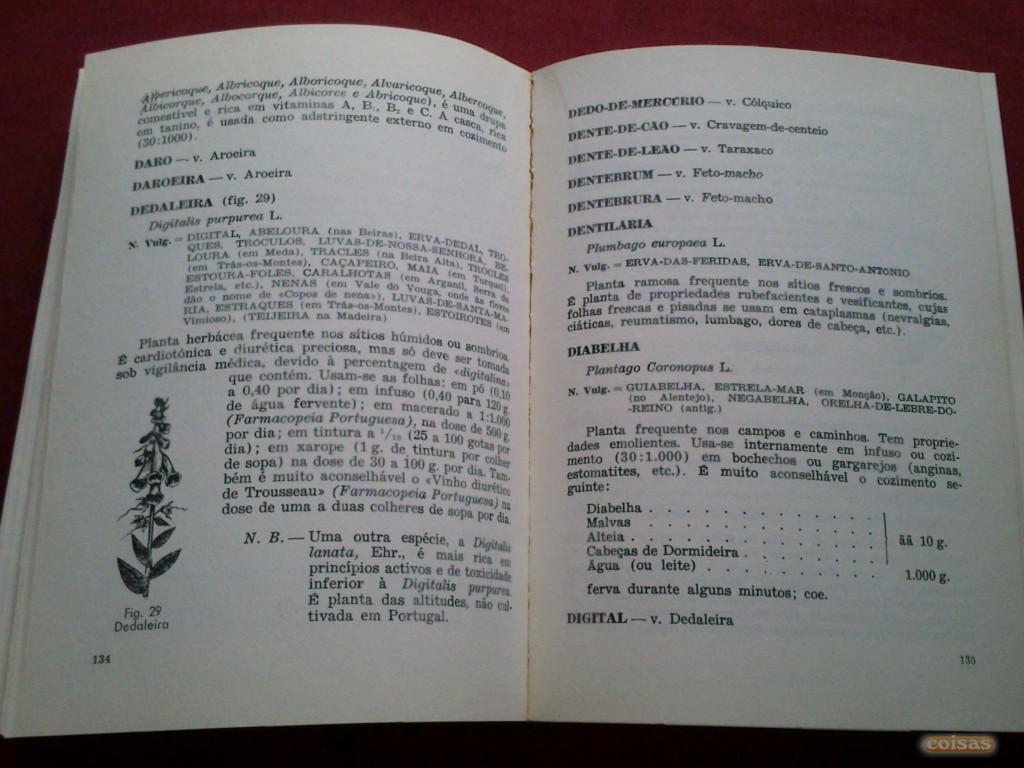 Albericoque, Albricoque, Alboricoque, Alvaricoque, Albercoque,
Albicorque, Albocorque, Albicorce e Abricoque), é uma drupa
comestível e rica em vitaminas A, B₁, B₂ e C. A casca, rica
em tanino, é usada como adstringente externo em cozimento
(30:1000).
DARO — v. Aroeira
DAROEIRA — v. Aroeira
DEDALEIRA (fig. 29)
Digitalis purpurea L.
N. Vulg. = DIGITAL, ABELOURA (nas Beiras), ERVA-DEDAL, TRO-
QUES, TRÓCULOS, LUVAS-DE-NOSSA-SENHORA, BE-
LOURA (em Meda), TRACLES (na Beira Alta), TROCLES
(em Trás-os-Montes), CAÇAPEIRO, MAIA (em Turquel),
ESTOURA-FOLES, CARALHOTAS (em Arganil, Serra da
Estrela, etc.), NENAS (em Vale do Vouga, onde às flores
dão o nome de «Copos de nena»), LUVAS-DE-SANTA-MA-
RIA, ESTRAQUES (em Trás-os-Montes), ESTOIROTES (em
Vimioso), (TEIJEIRA na Madeira)
Planta herbácea frequente nos sítios húmidos ou sombrios.
É cardiotónica e diurética preciosa, mas só deve ser tomada
sob vigilância médica, devido à percentagem de «digitalina»
que contém. Usam-se as folhas: em pó (0,10
a 0,40 por dia); em infuso (0,40 para 120 g.
de água fervente); em macerado a 1:1.000
(Farmacopeia Portuguesa), na dose de 500 g.
por dia; em tintura a ¹/₁₀ (25 a 100 gotas por
dia); em xarope (1 g. de tintura por colher
de sopa) na dose de 30 a 100 g. por dia. Tam-
bém é muito aconselhável o «Vinho diurético
de Trousseau» (Farmacopeia Portuguesa) na
dose de uma a duas colheres de sopa por dia.
N. B. — Uma outra espécie, a Digitalis
lanata, Ehr., é mais rica em
princípios activos e de toxicidade
inferior à Digitalis purpurea.
É planta das altitudes, não cul-
tivada em Portugal.
Fig. 29
Dedaleira
134
DEDO-DE-MERCÚRIO — v. Cólquico
DENTE-DE-CÃO — v. Cravagem-de-centeio
DENTE-DE-LEÃO — v. Taraxaco
DENTEBRUM — v. Feto-macho
DENTEBRURA — v. Feto-macho
DENTILÁRIA
Plumbago europaea L.
N. Vulg. = ERVA-DAS-FERIDAS, ERVA-DE-SANTO-ANTONIO
Planta ramosa frequente nos sítios frescos e sombrios.
É planta de propriedades rubefacientes e vesificantes, cujas
folhas frescas e pisadas se usam em cataplasmas (nevralgias,
ciáticas, reumatismo, lumbago, dores de cabeça, etc.).
DIABELHA
Plantago Coronopus L.
N. Vulg. = GUIABELHA, ESTRELA-MAR (em Monção), GALAPITO
(no Alentejo), NEGABELHA, ORELHA-DE-LEBRE-DO-
-REINO (antig.)
Planta frequente nos campos e caminhos. Tem proprie-
dades emolientes. Usa-se internamente em infuso ou cozi-
mento (30:1.000) em bochechos ou gargarejos (anginas,
estomatites, etc.). É muito aconselhável o cozimento se-
guinte:
Diabelha . . . . . . . . . . . . .
Malvas . . . . . . . . . . . . .
Alteia . . . . . . . . . . . . . ãã 10 g.
Cabeças de Dormideira . . . . . . . .
Água (ou leite) . . . . . . . . . . 1.000 g.
ferva durante alguns minutos; coe.
DIGITAL — v. Dedaleira
135
coisas